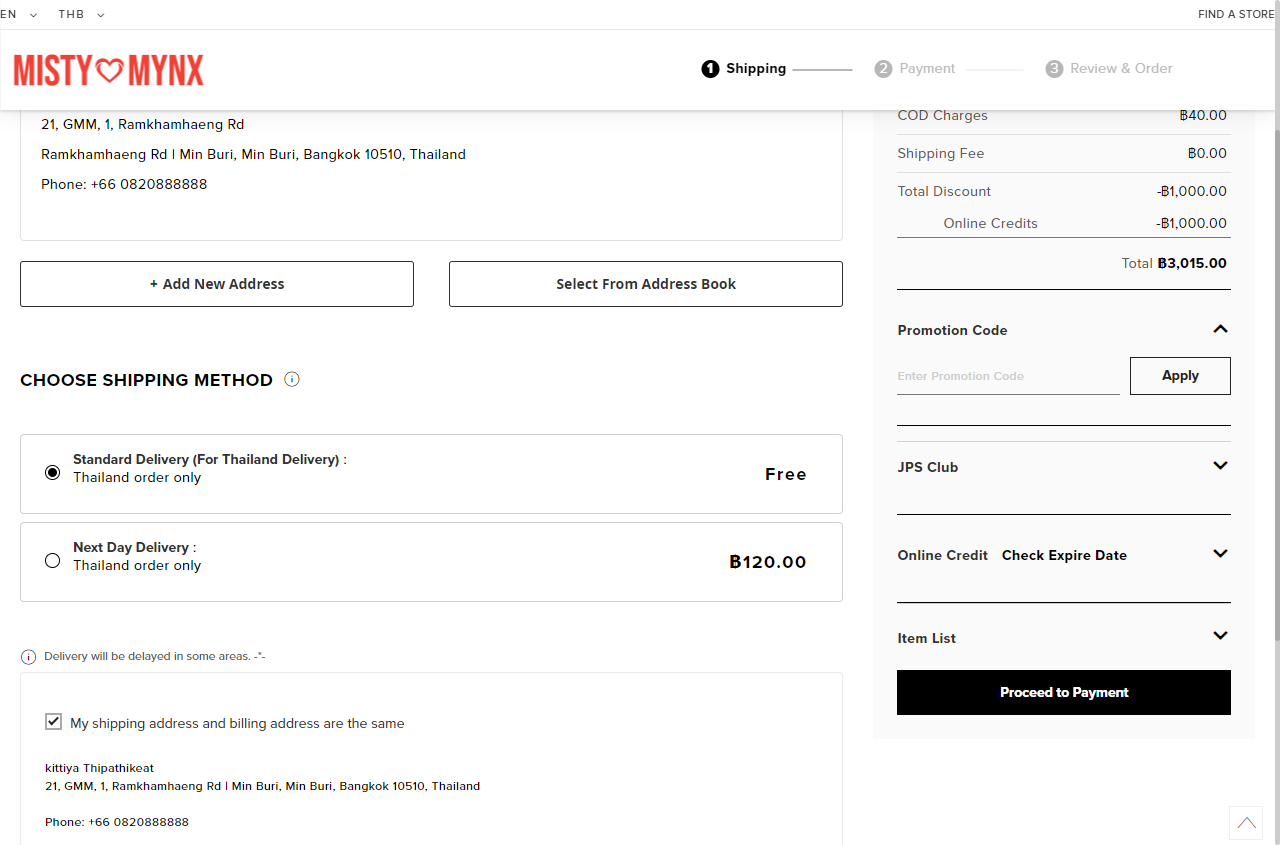 EN THB FIND A STORE
MISTY MYNX
1 Shipping 2 Payment 3 Review & Order
21, GMM, 1, Ramkhamhaeng Rd
Ramkhamhaeng Rd | Min Buri, Min Buri, Bangkok 10510, Thailand
Phone: +66 0820888888
+ Add New Address
Select From Address Book
CHOOSE SHIPPING METHOD
Standard Delivery (For Thailand Delivery) :
Thailand order only
Free
Next Day Delivery :
Thailand order only
฿120.00
Delivery will be delayed in some areas. -*-
My shipping address and billing address are the same
kittiya Thipathikeat
21, GMM, 1, Ramkhamhaeng Rd | Min Buri, Min Buri, Bangkok 10510, Thailand
Phone: +66 0820888888
COD Charges ฿40.00
Shipping Fee ฿0.00
Total Discount -฿1,000.00
Online Credits -฿1,000.00
Total ฿3,015.00
Promotion Code
Enter Promotion Code Apply
JPS Club
Online Credit Check Expire Date
Item List
Proceed to Payment